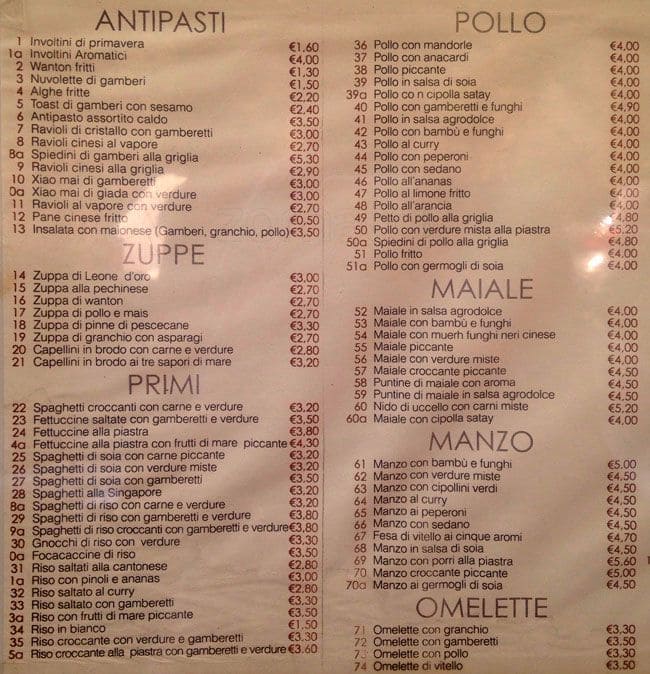 ANTIPASTI
1 Involtini di primavera €1,60
1a Involtini Aromatici €4,00
2 Wanton fritti €1,30
3 Nuvolette di gamberi €1,50
4 Alghe fritte €2,20
5 Toast di gamberi con sesamo €2,40
6 Antipasto assortito caldo €3,50
7 Ravioli di cristallo con gamberetti €3,00
8 Ravioli cinesi al vapore €2,70
8a Spiedini di gamberi alla griglia €5,30
9 Ravioli cinesi alla griglia €2,90
10 Xiao mai di gamberetti €3,00
0a Xiao mai di giada con verdure €3,00
11 Ravioli al vapore con verdure €2,70
12 Pane cinese fritto €0,50
13 Insalata con maionese (Gamberi, granchio, pollo) €3,50
ZUPPE
14 Zuppa di Leone d'oro €3,00
15 Zuppa alla pechinese €2,70
16 Zuppa di wanton €2,70
17 Zuppa di pollo e mais €2,70
18 Zuppa di pinne di pescecane €3,30
19 Zuppa di granchio con asparagi €2,70
20 Capellini in brodo con carne e verdure €2,80
21 Capellini in brodo ai tre sapori di mare €3,20
PRIMI
22 Spaghetti croccanti con carne e verdure €3,20
23 Fettuccine saltate con gamberetti e verdure €3,50
24 Fettuccine alla piastra €3,80
4a Fettuccine alla piastra con frutti di mare piccante €4,30
25 Spaghetti di soia con carne piccante €3,20
26 Spaghetti di soia con verdure miste €3,20
27 Spaghetti di soia con gamberetti €3,50
28 Spaghetti alla Singapore €3,20
8a Spaghetti di riso con carne e verdure €3,20
29 Spaghetti di riso con gamberetti e verdure €3,80
9a Spaghetti di riso croccanti con gamberetti e verdure €3,80
30 Gnocchi di riso con verdure €3,30
0a Focacaccine di riso €3,50
31 Riso saltati alla cantonese €2,80
1a Riso con pinoli e ananas €3,00
32 Riso saltato al curry €2,80
33 Riso saltato con gamberetti €3,30
3a Riso con frutti di mare piccante €3,50
34 Riso in bianco €1,50
35 Riso croccante con verdure e gamberetti €3,30
5a Riso croccante alla piastra con gamberetti e verdure €3,60
POLLO
36 Pollo con mandorle €4,00
37 Pollo con anacardi €4,00
38 Pollo piccante €4,00
39 Pollo in salsa di soia €4,00
39a Pollo co n cipolla satay €4,00
40 Pollo con gamberetti e funghi €4,90
41 Pollo in salsa agrodolce €4,00
42 Pollo con bambù e funghi €4,00
43 Pollo al curry €4,00
44 Pollo con peperoni €4,00
45 Pollo con sedano €4,00
46 Pollo all'ananas €4,00
47 Pollo al limone fritto €4,00
48 Pollo all'arancia €4,00
49 Petto di pollo alla griglia €4,80
50 Pollo con verdure mista alla piastra €5,20
50a Spiedini di pollo alla griglia €4,80
51 Pollo fritto €4,00
51a Pollo con germogli di soia €4,00
MAIALE
52 Maiale in salsa agrodolce €4,00
53 Maiale con bambù e funghi €4,00
54 Maiale con muerh funghi neri cinese €4,00
55 Maiale piccante €4,00
56 Maiale con verdure miste €4,00
57 Maiale croccante piccante €4,50
58 Puntine di maiale con aroma €4,50
59 Puntine di maiale in salsa agrodolce €4,50
60 Nido di uccello con carni miste €5,20
60a Maiale con cipolla satay €4,00
MANZO
61 Manzo con bambù e funghi €5,00
62 Manzo con verdure miste €4,50
63 Manzo con cipollini verdi €4,50
64 Manzo al curry €4,50
65 Manzo ai peperoni €4,50
66 Manzo con sedano €4,50
67 Fesa di vitello ai cinque aromi €4,70
68 Manzo in salsa di soia €4,50
69 Manzo con porri alla piastra €5,60
70 Manzo croccante piccante €5,00
70a Manzo ai germogli di soia €4,50
OMELETTE
71 Omelette con granchio €3,30
72 Omelette con gamberetti €3,50
73 Omelette con pollo €3,30
74 Omelette di vitello €3,50